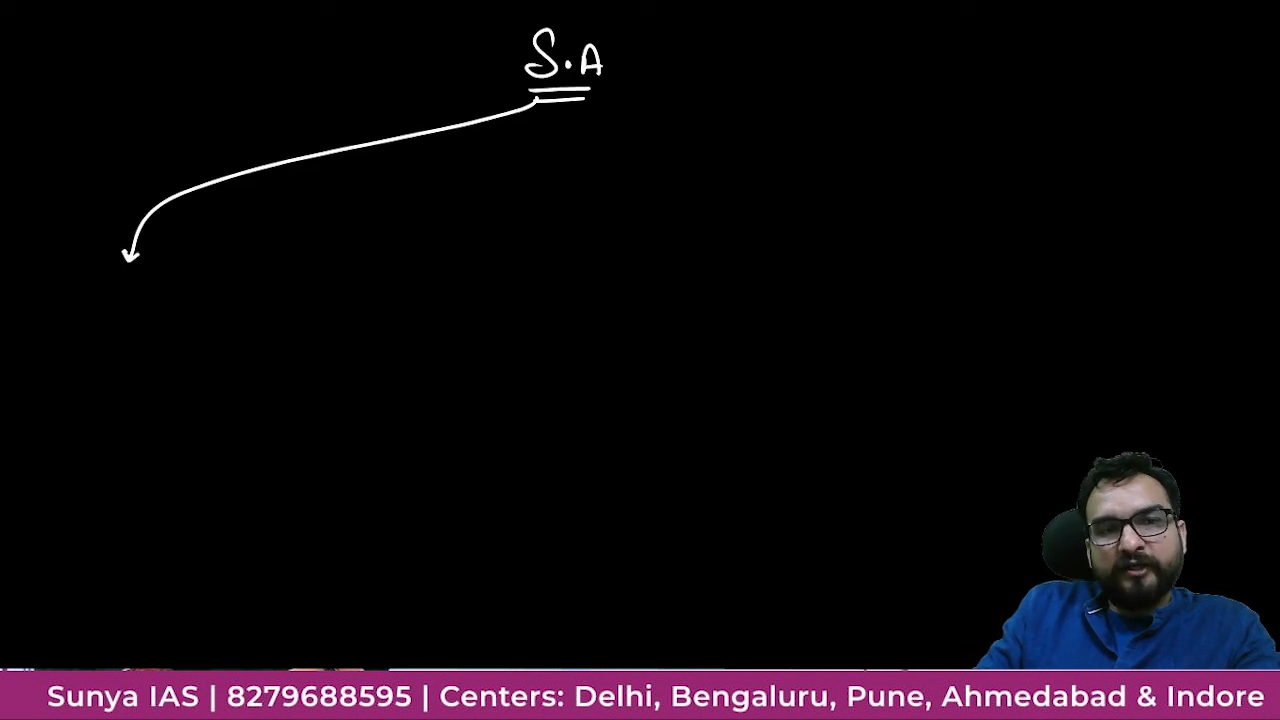 S.A
Sunya IAS | 8279688595 | Centers: Delhi, Bengaluru, Pune, Ahmedabad & Indore